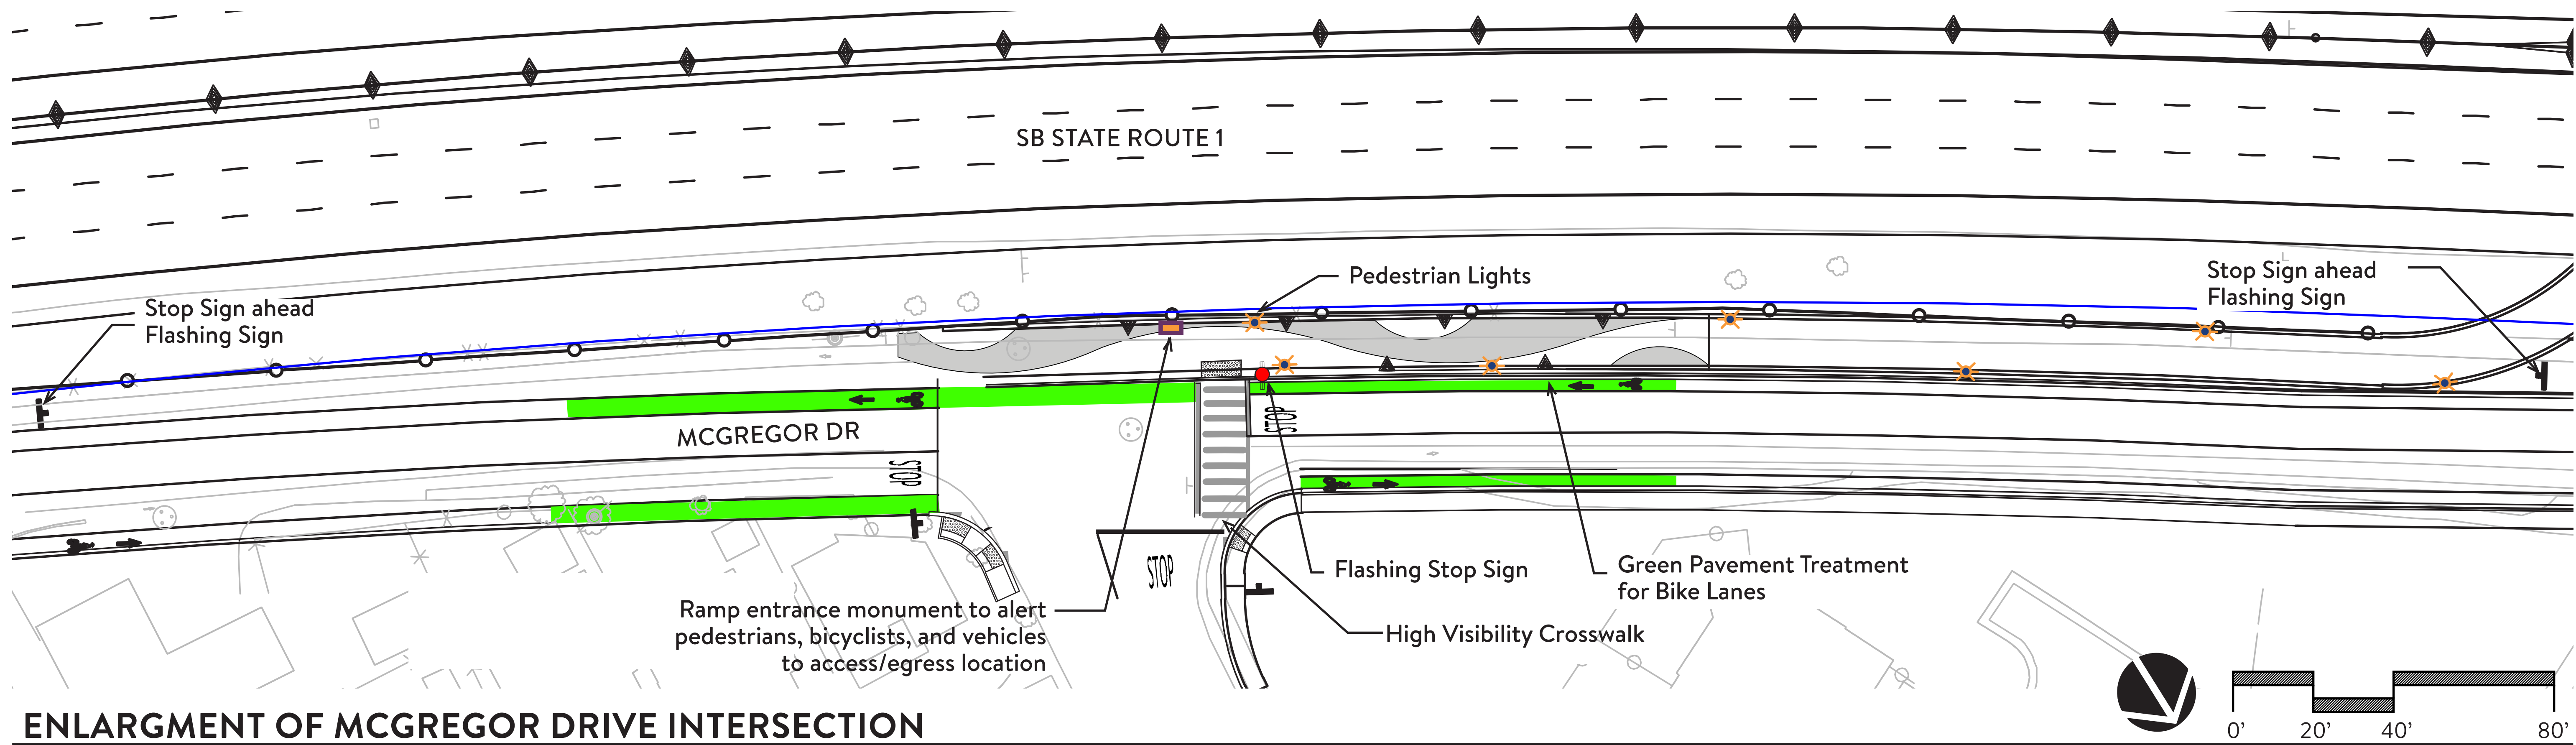 SB STATE ROUTE 1
Pedestrian Lights
Stop Sign ahead
Flashing Sign
Stop Sign ahead
Flashing Sign
MCGREGOR DR
STOP
STOP
STOP
Flashing Stop Sign
Green Pavement Treatment
for Bike Lanes
Ramp entrance monument to alert
pedestrians, bicyclists, and vehicles
to access/egress location
High Visibility Crosswalk
ENLARGMENT OF MCGREGOR DRIVE INTERSECTION
0' 20' 40' 80'